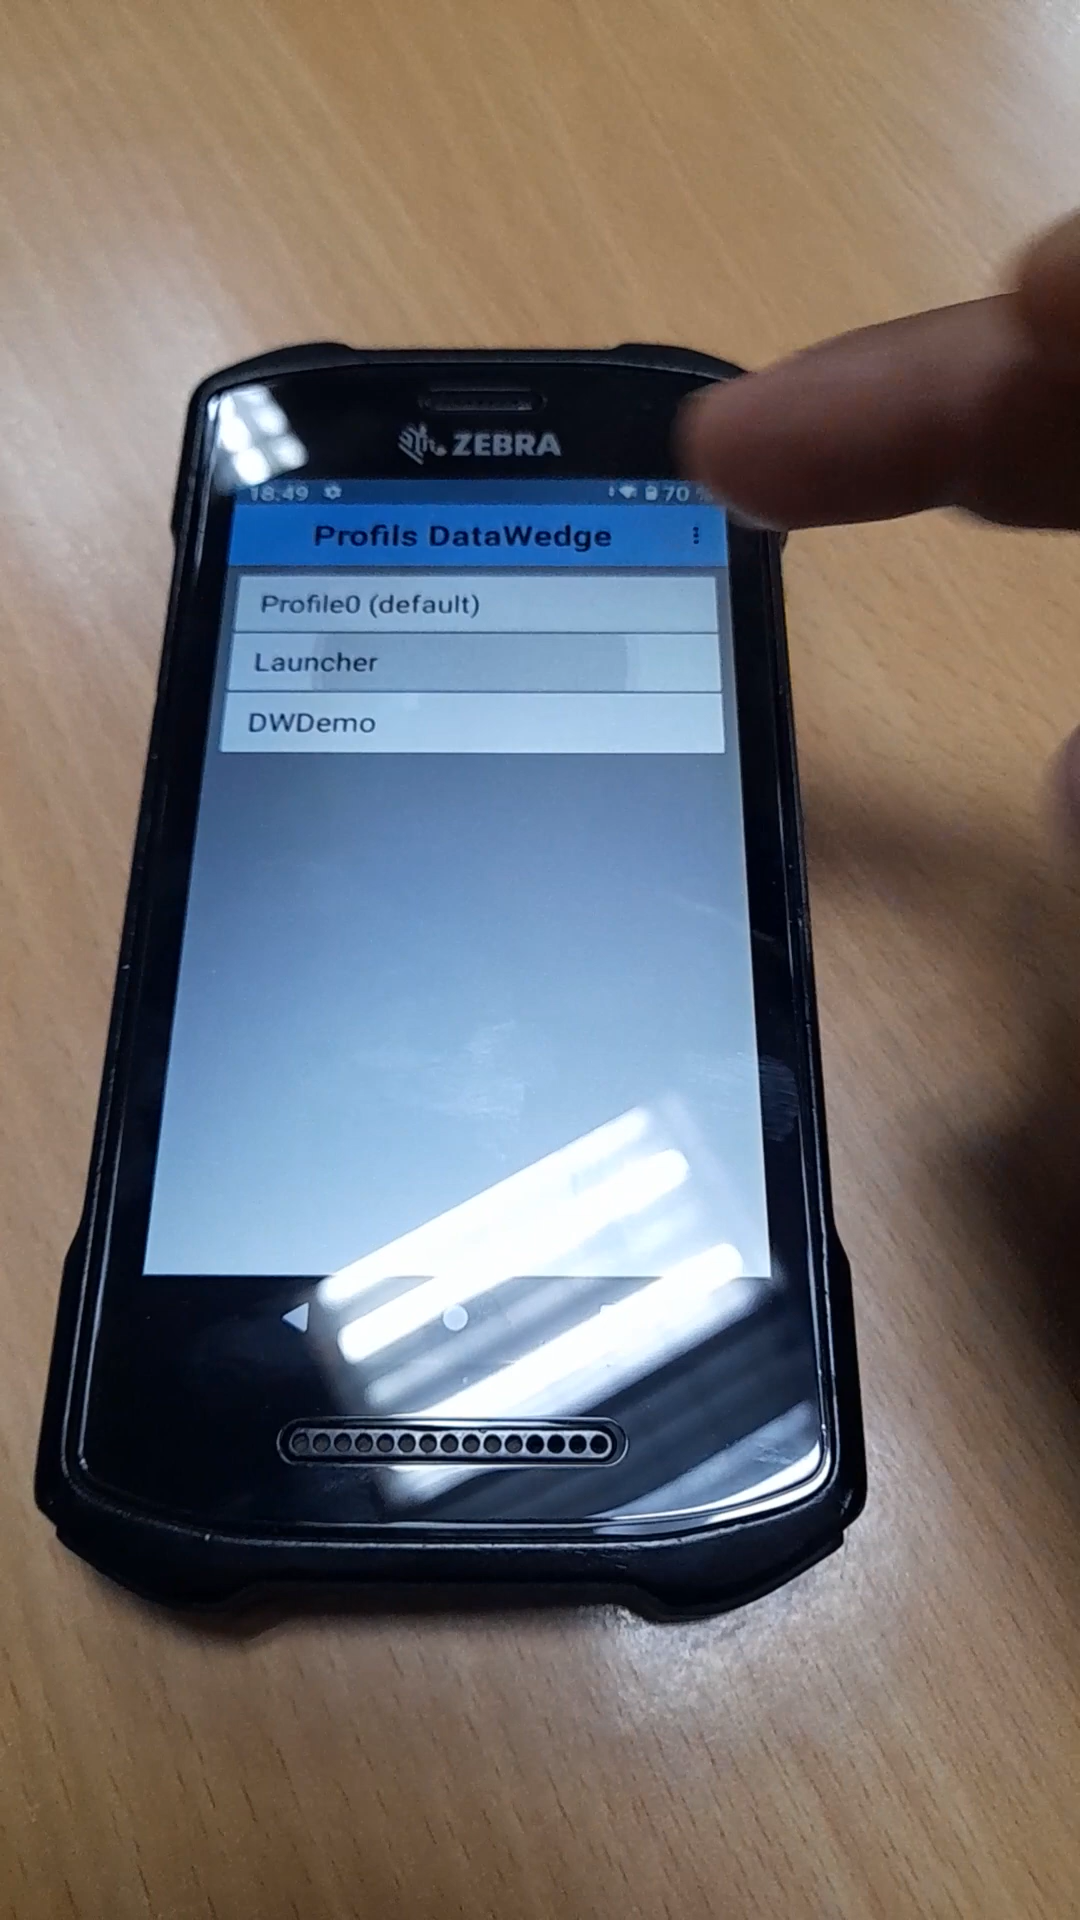 ZEBRA
18:49 70 %
Profils DataWedge
Profile0 (default)
Launcher
DWDemo